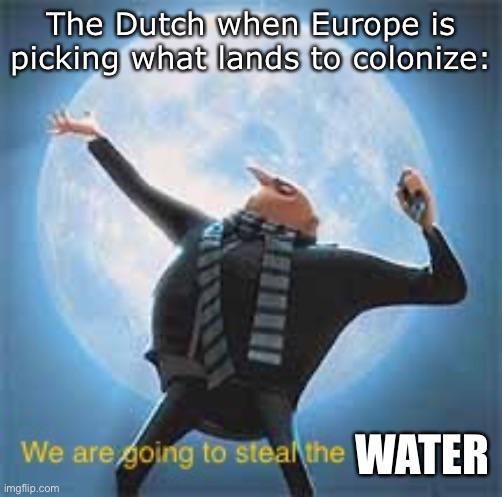 The Dutch when Europe is
picking what lands to colonize:
We are going to steal the WATER
imgflip.com